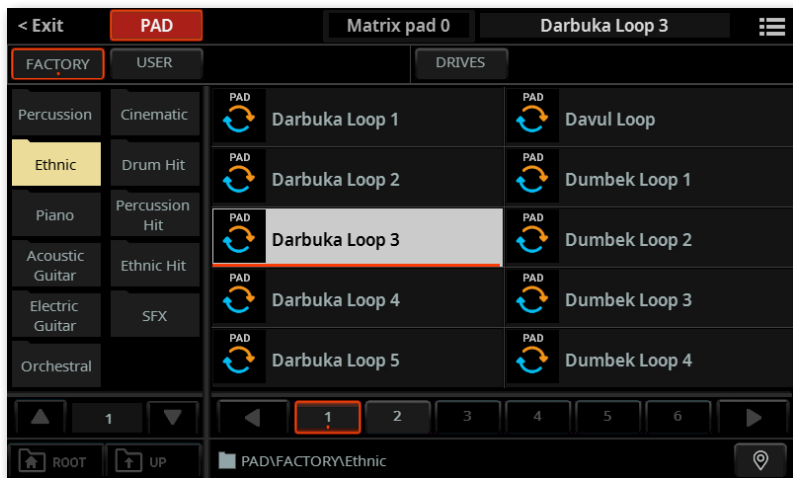 < Exit PAD Matrix pad 0 Darbuka Loop 3
FACTORY USER DRIVES
Percussion Cinematic
Ethnic Drum Hit
Piano Percussion Hit
Acoustic Guitar Ethnic Hit
Electric Guitar SFX
Orchestral
PAD Darbuka Loop 1 PAD Davul Loop
PAD Darbuka Loop 2 PAD Dumbek Loop 1
PAD Darbuka Loop 3 PAD Dumbek Loop 2
PAD Darbuka Loop 4 PAD Dumbek Loop 3
PAD Darbuka Loop 5 PAD Dumbek Loop 4
1 1 2 3 4 5 6
ROOT UP PAD\FACTORY\Ethnic